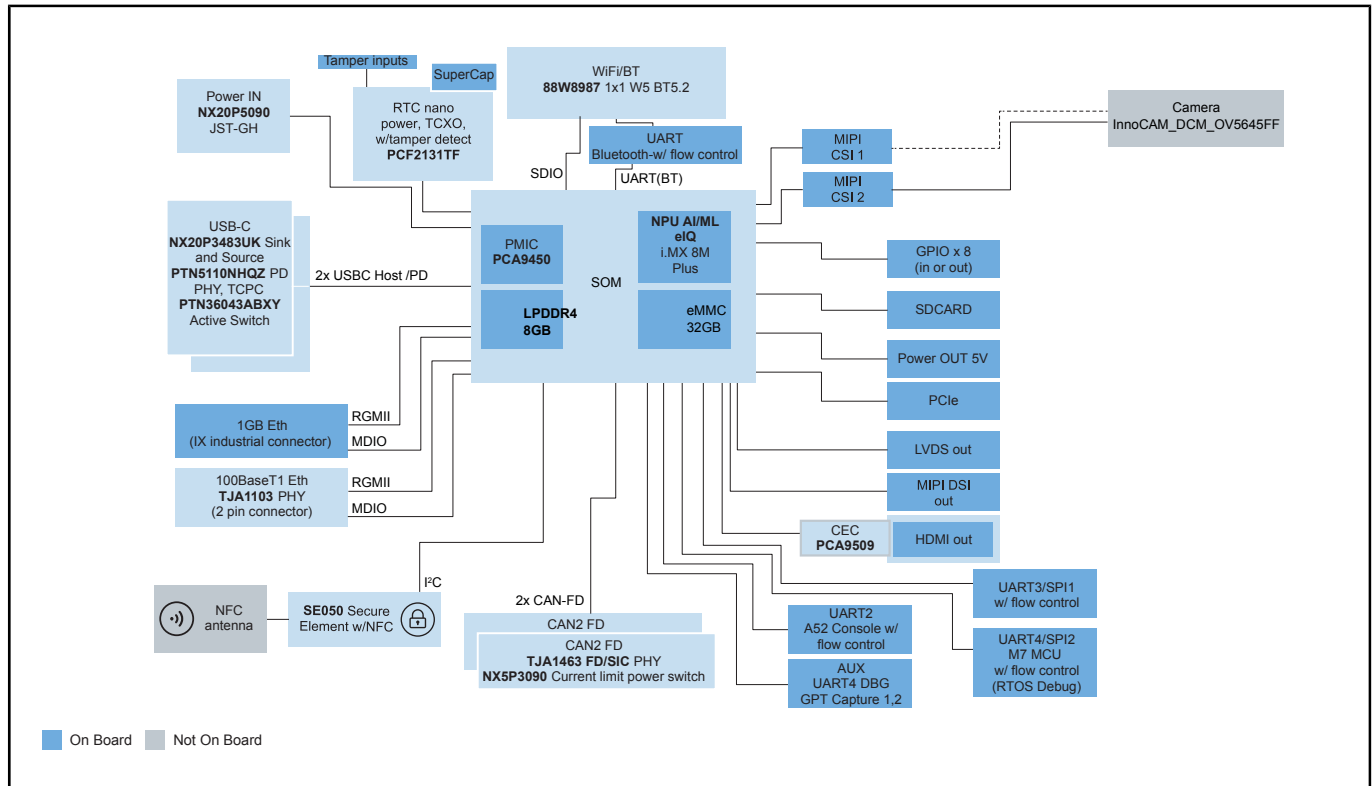 Tamper inputs
SuperCap
Power IN
NX20P5090
JST-GH
RTC nano
power, TCXO,
w/tamper detect
PCF2131TF
WiFi/BT
88W8987 1x1 W5 BT5.2
UART
Bluetooth-w/ flow control
SDIO
UART(BT)
MIPI
CSI 1
MIPI
CSI 2
Camera
InnoCAM_DCM_OV5645FF
USB-C
NX20P3483UK Sink
and Source
PTN5110NHQZ PD
PHY, TCPC
PTN36043ABXY
Active Switch
2x USBC Host /PD
PMIC
PCA9450
LPDDR4
8GB
SOM
NPU AI/ML
eIQ
i.MX 8M
Plus
eMMC
32GB
GPIO x 8
(in or out)
SDCARD
Power OUT 5V
PCIe
LVDS out
MIPI DSI
out
CEC
PCA9509
HDMI out
1GB Eth
(IX industrial connector)
RGMII
MDIO
100BaseT1 Eth
TJA1103 PHY
(2 pin connector)
RGMII
MDIO
I²C
NFC
antenna
SE050 Secure
Element w/NFC
2x CAN-FD
CAN2 FD
CAN2 FD
TJA1463 FD/SIC PHY
NX5P3090 Current limit power switch
UART2
A52 Console w/
flow control
AUX
UART4 DBG
GPT Capture 1,2
UART3/SPI1
w/ flow control
UART4/SPI2
M7 MCU
w/ flow control
(RTOS Debug)
On Board
Not On Board